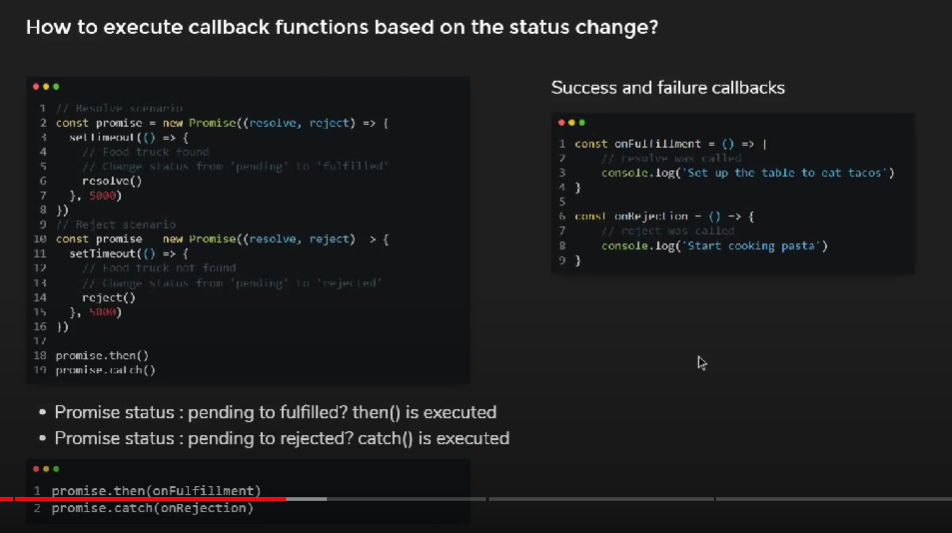 How to execute callback functions based on the status change?
1 // Resolve scenario
2 const promise = new Promise((resolve, reject) => {
3 setTimeout(() => {
4 // Food truck found
5 // Change status from 'pending' to 'fulfilled'
6 resolve()
7 }, 5000)
8 })
9 // Reject scenario
10 const promise = new Promise((resolve, reject) => {
11 setTimeout(() => {
12 // Food truck not found
13 // Change status from 'pending' to 'rejected'
14 reject()
15 }, 5000)
16 })
17
18 promise.then()
19 promise.catch()
Promise status : pending to fulfilled? then() is executed
Promise status : pending to rejected? catch() is executed
1 promise.then(onFulfillment)
2 promise.catch(onRejection)
Success and failure callbacks
1 const onFulfillment = () => {
2 // resolve was called
3 console.log('Set up the table to eat tacos')
4 }
5
6 const onRejection = () => {
7 // reject was called
8 console.log('Start cooking pasta')
9 }